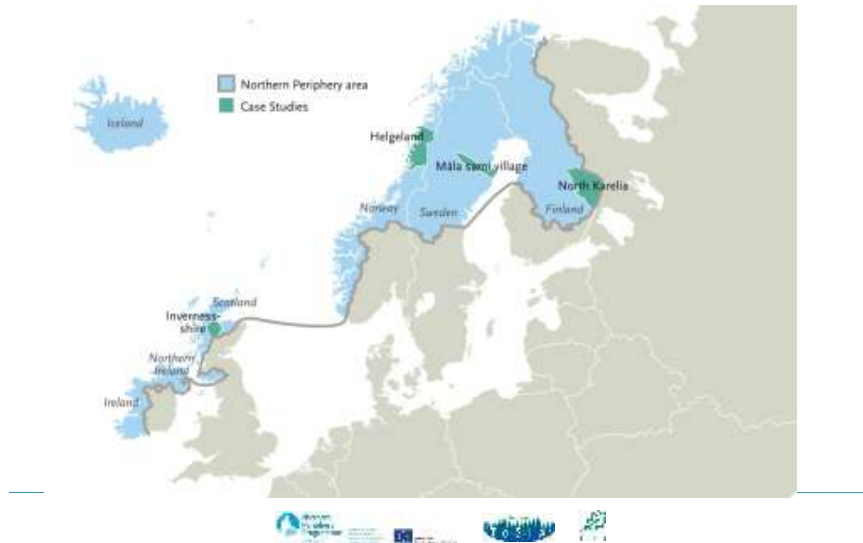 Northern Periphery area
Case Studies
Iceland
Helgeland
Mäla sami village
North Karelia
Norway
Sweden
Finland
Scotland
Inverness-
shire
Northern
Ireland
Ireland